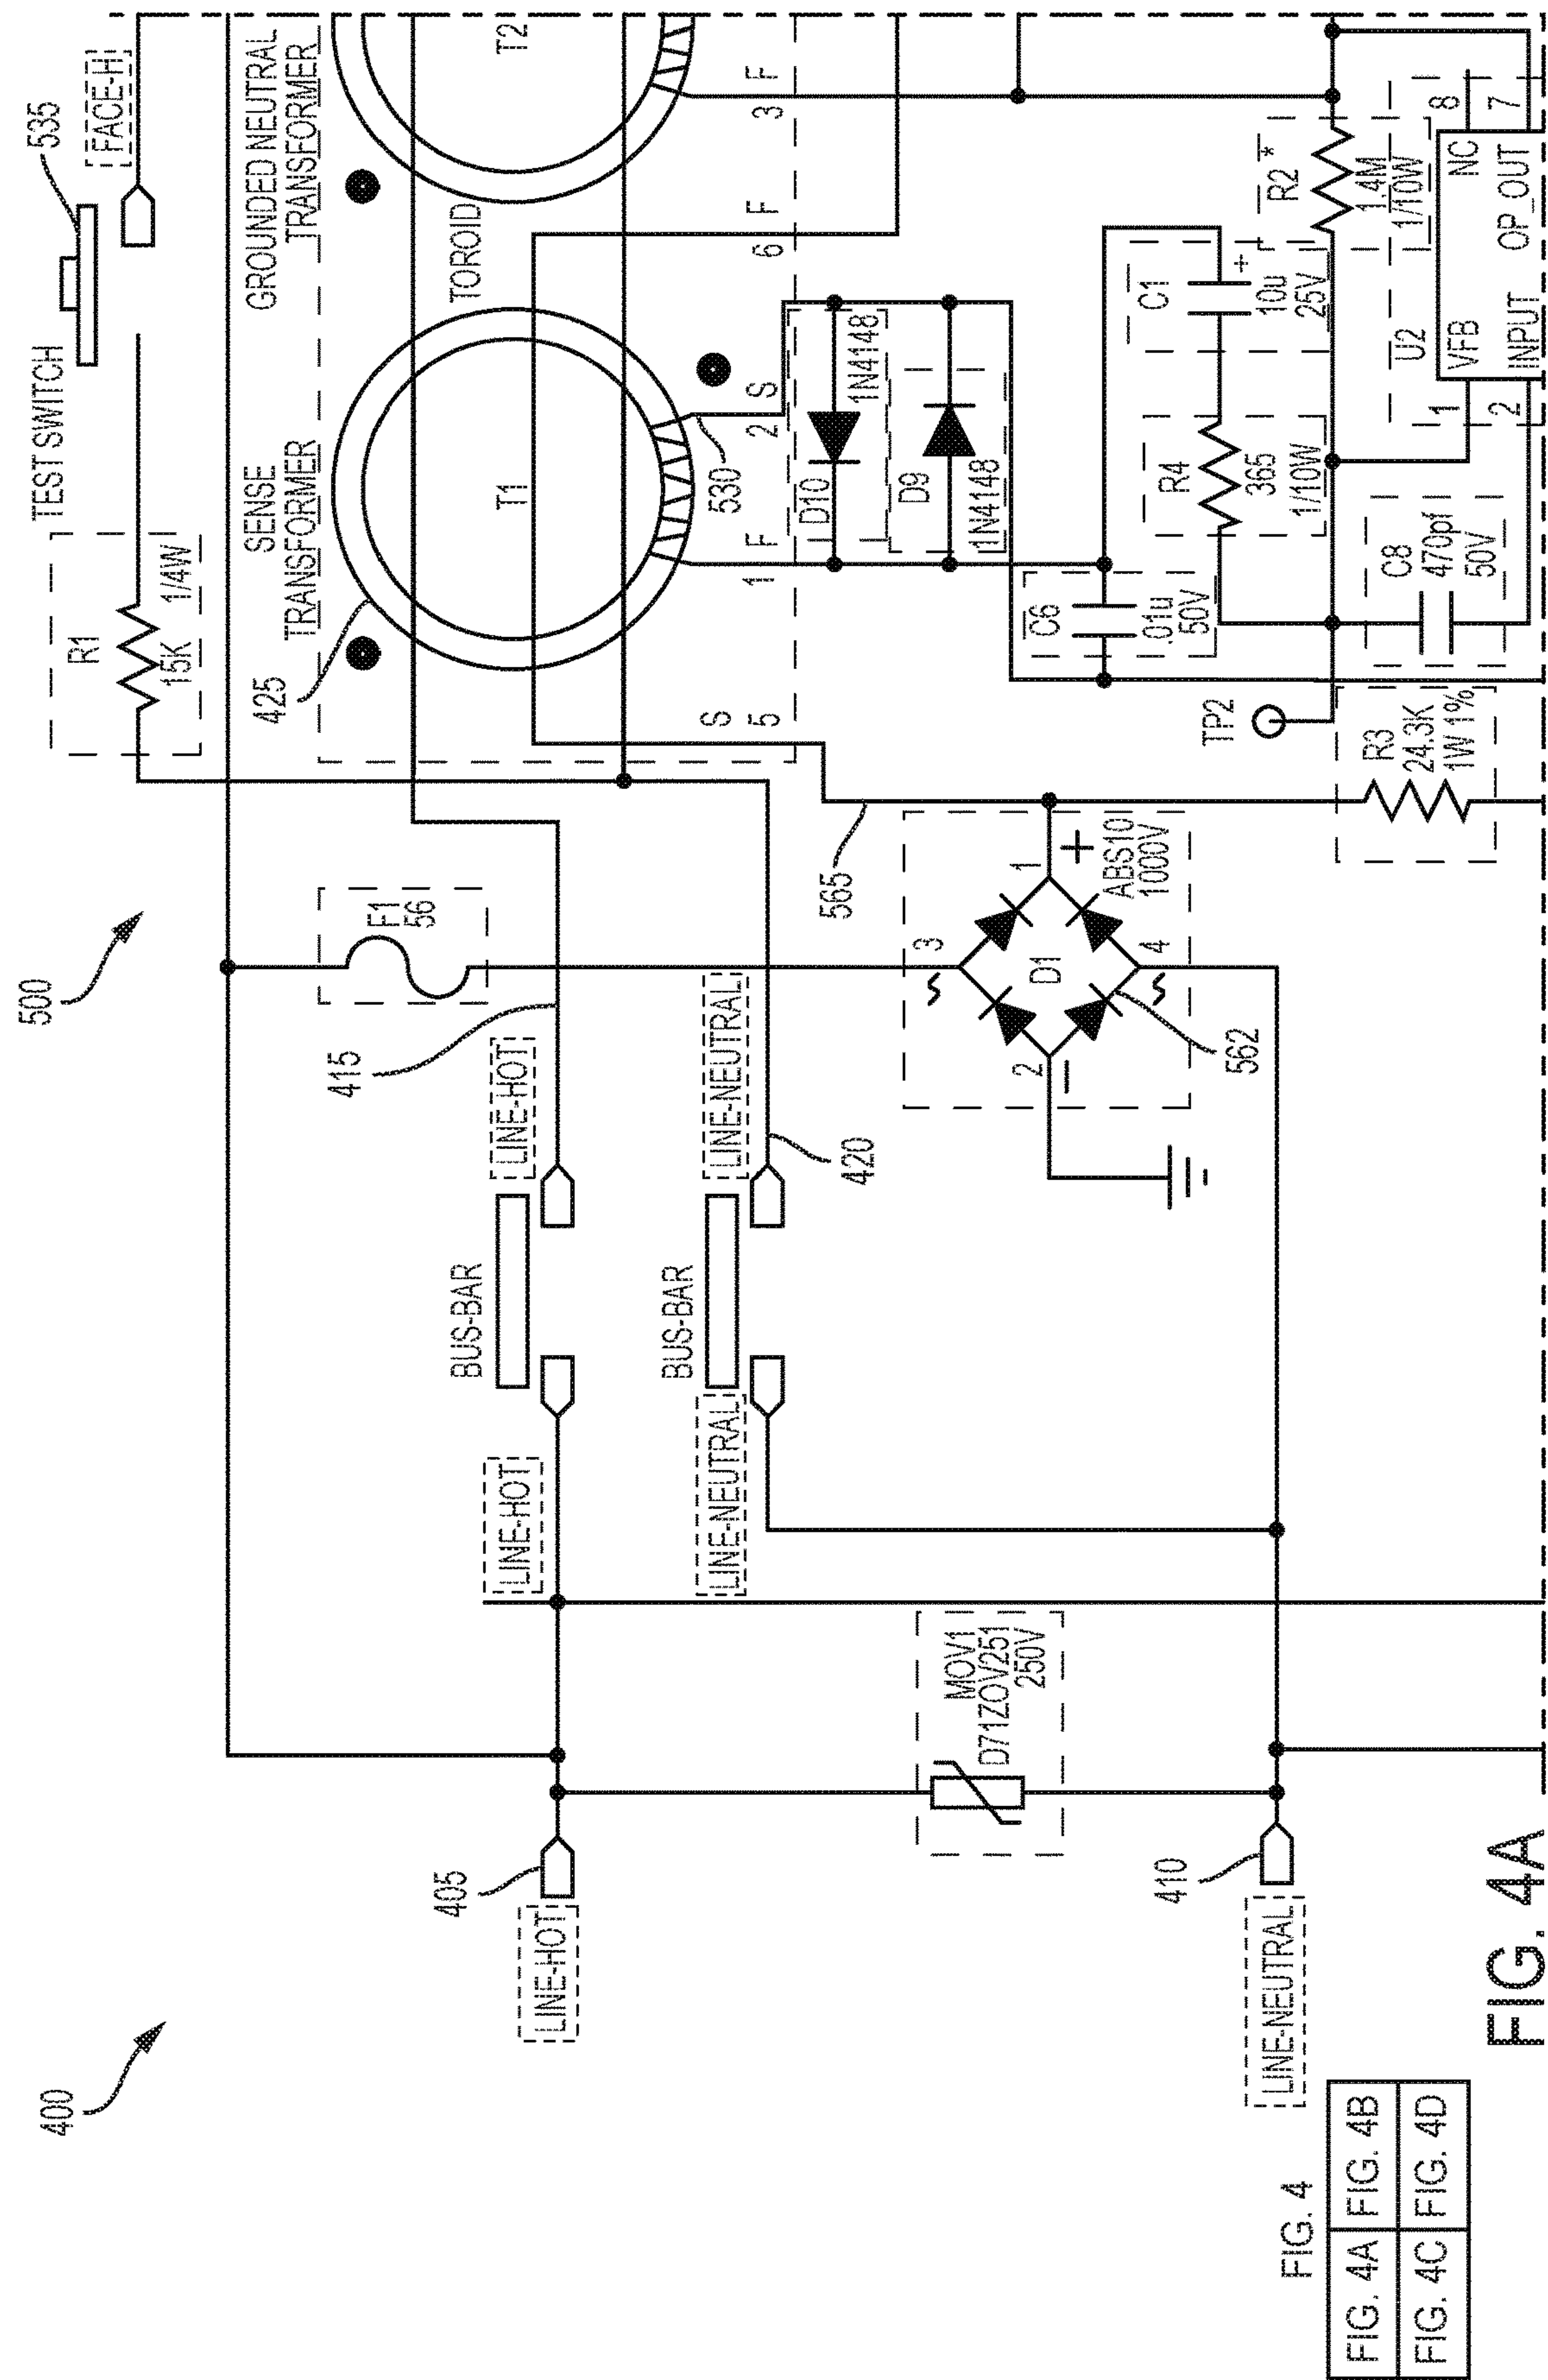 400
500
TEST SWITCH
535
FACE-H
R1
15K
1/4W
SENSE
TRANSFORMER
GROUNDED NEUTRAL
TRANSFORMER
425
TOROID
T1
T2
F1
56
415
LINE-HOT
BUS-BAR
LINE-HOT
405
LINE-HOT
LINE-NEUTRAL
BUS-BAR
LINE-NEUTRAL
420
S
5
1
F
2
S
530
6
F
3
F
D10
1N4148
D9
1N4148
565
3
1
+
ABS10
1000V
D1
2
−
4
562
MOV1
D71ZOV251
250V
C6
.01u
50V
R4
365
1/10W
C1
+
10u
25V
R2*
1.4M
1/10W
TP2
R3
24.3K
1W 1%
C8
470pf
50V
U2
1
VFB
NC
8
2
INPUT
OP_OUT
7
410
LINE-NEUTRAL
FIG. 4
FIG. 4A FIG. 4B
FIG. 4C FIG. 4D
FIG. 4A